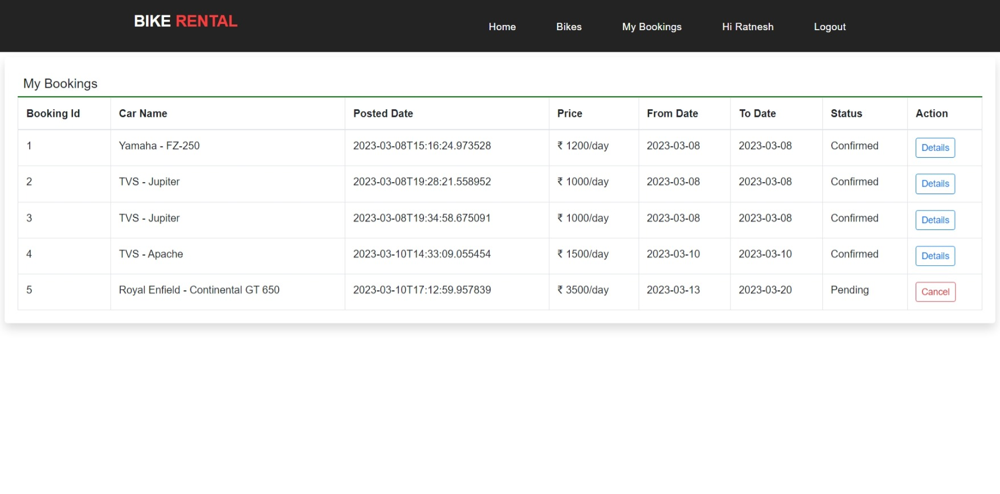 BIKE RENTAL Home Bikes My Bookings Hi Ratnesh Logout
My Bookings
Booking Id Car Name Posted Date Price From Date To Date Status Action
1 Yamaha - FZ-250 2023-03-08T15:16:24.973528 ₹ 1200/day 2023-03-08 2023-03-08 Confirmed Details
2 TVS - Jupiter 2023-03-08T19:28:21.558952 ₹ 1000/day 2023-03-08 2023-03-08 Confirmed Details
3 TVS - Jupiter 2023-03-08T19:34:58.675091 ₹ 1000/day 2023-03-08 2023-03-08 Confirmed Details
4 TVS - Apache 2023-03-10T14:33:09.055454 ₹ 1500/day 2023-03-10 2023-03-10 Confirmed Details
5 Royal Enfield - Continental GT 650 2023-03-10T17:12:59.957839 ₹ 3500/day 2023-03-13 2023-03-20 Pending Cancel